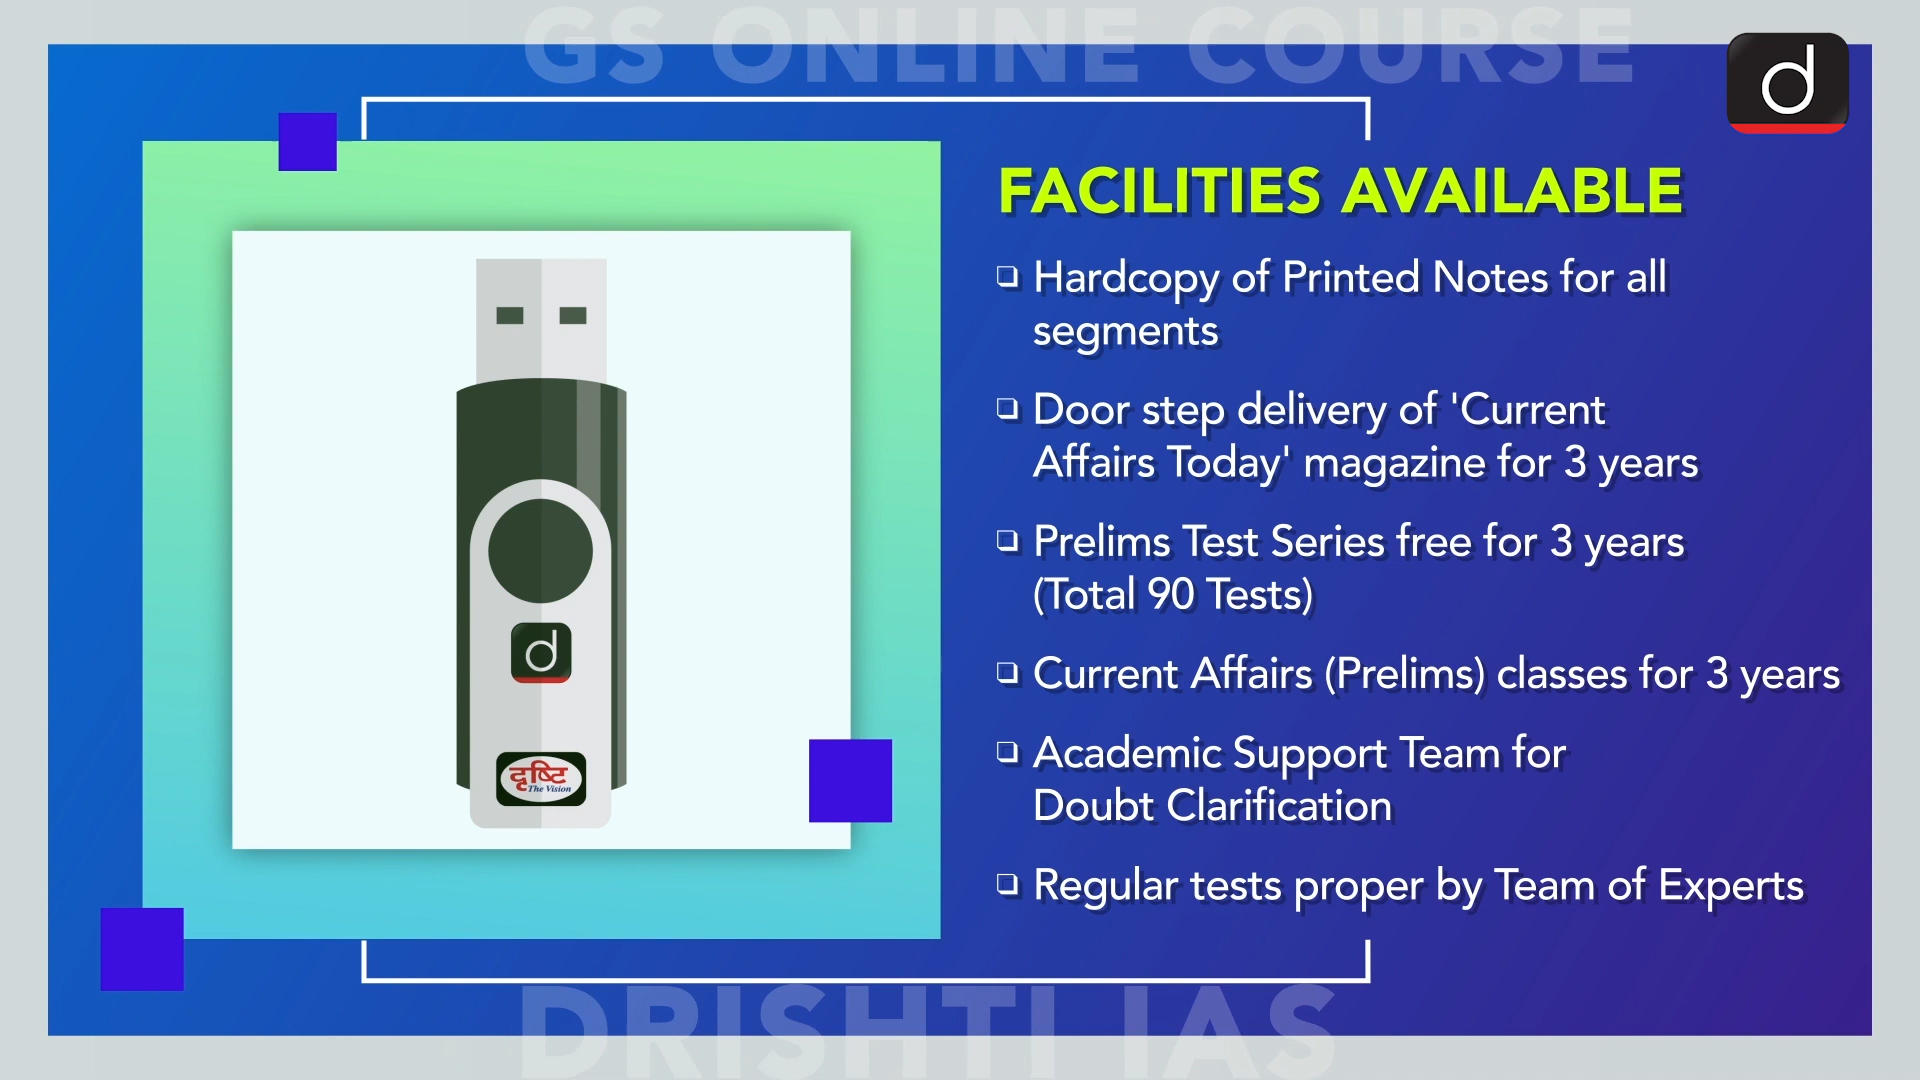 GS ONLINE COURSE
d
FACILITIES AVAILABLE
❏ Hardcopy of Printed Notes for all
segments
❏ Door step delivery of 'Current
Affairs Today' magazine for 3 years
❏ Prelims Test Series free for 3 years
(Total 90 Tests)
❏ Current Affairs (Prelims) classes for 3 years
❏ Academic Support Team for
Doubt Clarification
❏ Regular tests proper by Team of Experts
d
दृष्टि
The Vision
DRISHTI IAS